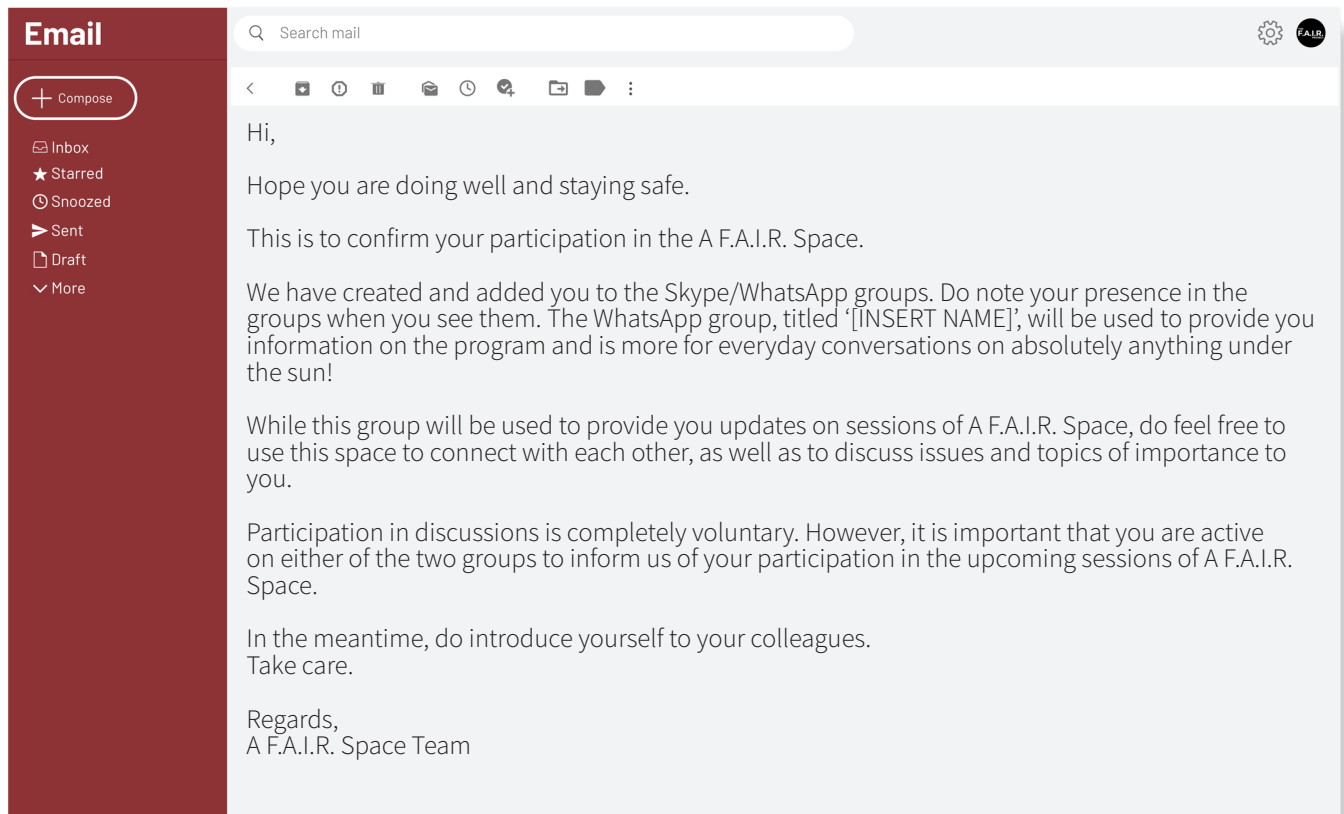 Email
Search mail
F.A.I.R.
Compose
Inbox
Starred
Snoozed
Sent
Draft
More
Hi,
Hope you are doing well and staying safe.
This is to confirm your participation in the A F.A.I.R. Space.
We have created and added you to the Skype/WhatsApp groups. Do note your presence in the
groups when you see them. The WhatsApp group, titled ‘[INSERT NAME]’, will be used to provide you
information on the program and is more for everyday conversations on absolutely anything under
the sun!
While this group will be used to provide you updates on sessions of A F.A.I.R. Space, do feel free to
use this space to connect with each other, as well as to discuss issues and topics of importance to
you.
Participation in discussions is completely voluntary. However, it is important that you are active
on either of the two groups to inform us of your participation in the upcoming sessions of A F.A.I.R.
Space.
In the meantime, do introduce yourself to your colleagues.
Take care.
Regards,
A F.A.I.R. Space Team